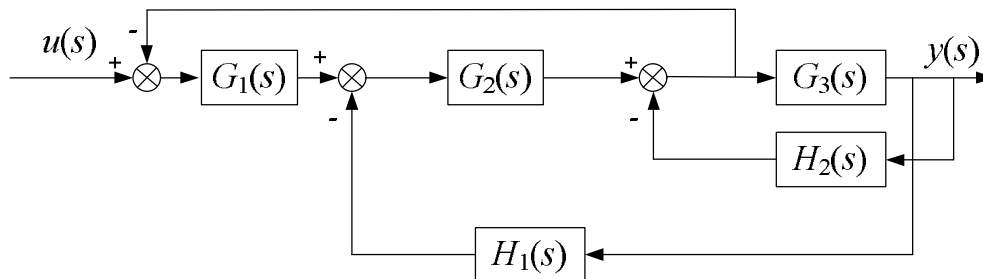 -
u(s)
+
G₁(s)
+
-
G₂(s)
+
-
G₃(s)
y(s)
H₂(s)
H₁(s)